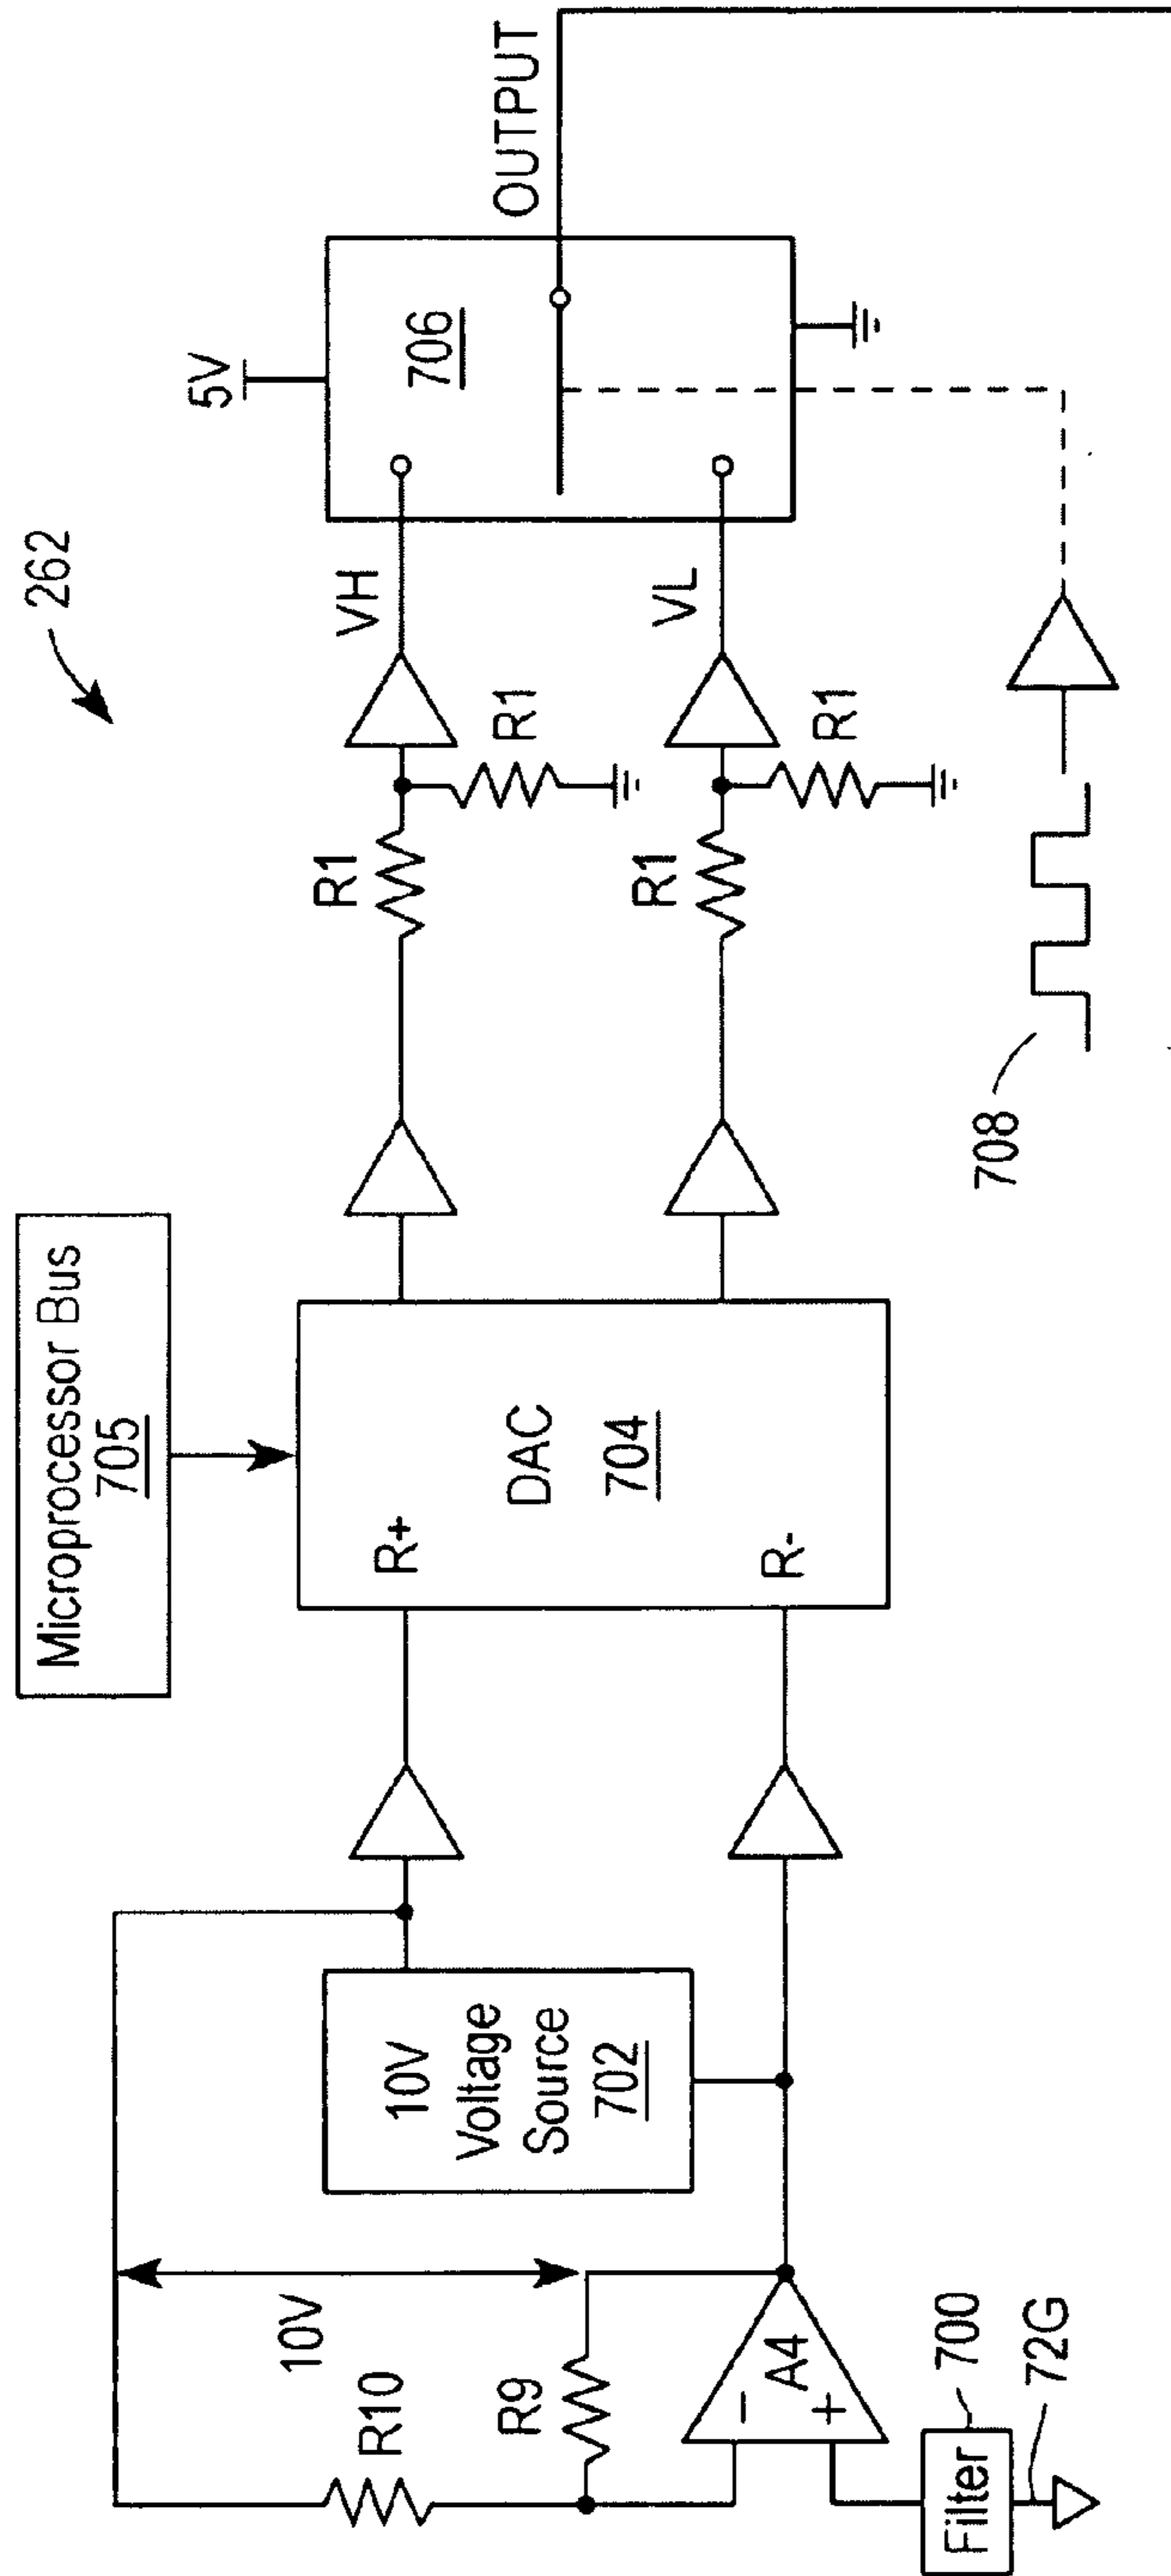 262
Microprocessor Bus
705
5V
10V
R10
R9
10V
Voltage
Source
702
R+
R-
DAC
704
R1
R1
VH
R1
R1
VL
706
OUTPUT
-
+
A4
Filter
700
72G
708